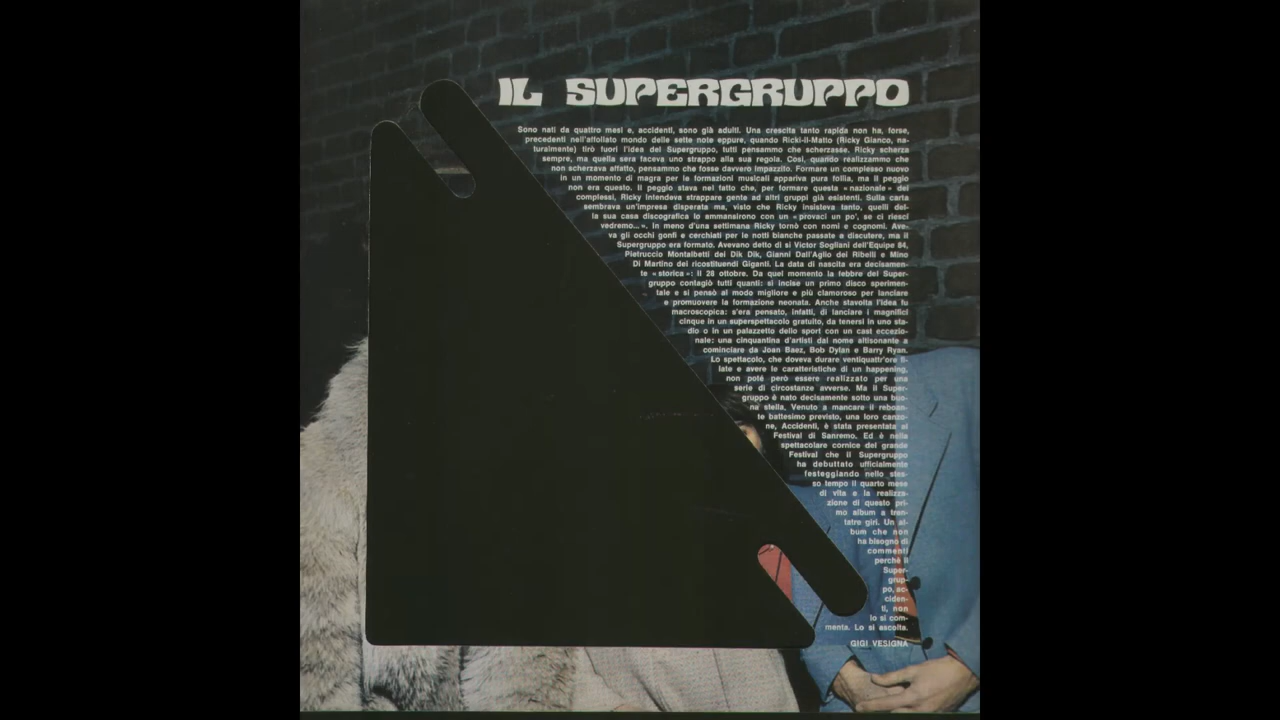 IL SUPERGRUPPO
Sono nati da quattro mesi e, accidenti, sono già adulti. Una crescita tanto rapida non ha, forse,
precedenti nell'affollato mondo delle sette note eppure, quando Ricki-Il-Matto (Ricky Gianco, na-
turalmente) tirò fuori l'idea del Supergruppo, tutti pensammo che scherzasse. Ricky scherza
sempre, ma quella sera faceva uno strappo alla sua regola. Così, quando realizzammo che
non scherzava affatto, pensammo che fosse davvero impazzito. Formare un complesso nuovo
in un momento di magra per le formazioni musicali appariva pura follia, ma il peggio
non era questo. Il peggio stava nel fatto che, per formare questa « nazionale » dei
complessi, Ricky intendeva strappare gente ad altri gruppi già esistenti. Sulla carta
sembrava un'impresa disperata ma, visto che Ricky insisteva tanto, quelli del-
la sua casa discografica lo ammansirono con un « provaci un po', se ci riesci
vedremo... ». In meno d'una settimana Ricky tornò con nomi e cognomi. Ave-
va gli occhi gonfi e cerchiati per le notti bianche passate a discutere, ma il
Supergruppo era formato. Avevano detto di sì Victor Sogliani dell'Equipe 84,
Pietruccio Montalbetti dei Dik Dik, Gianni Dall'Aglio dei Ribelli e Mino
Di Martino dei ricostituendi Giganti. La data di nascita era decisamen-
te « storica »: il 28 ottobre. Da quel momento la febbre del Super-
gruppo contagiò tutti quanti: si incise un primo disco sperimen-
tale e si pensò al modo migliore e più clamoroso per lanciare
e promuovere la formazione neonata. Anche stavolta l'idea fu
macroscopica: s'era pensato, infatti, di lanciare i magnifici
cinque in un superspettacolo gratuito, da tenersi in uno sta-
dio o in un palazzetto dello sport con un cast eccezio-
nale: una cinquantina d'artisti dal nome altisonante a
cominciare da Joan Baez, Bob Dylan e Barry Ryan.
Lo spettacolo, che doveva durare ventiquattr'ore fi-
late e avere le caratteristiche di un happening,
non poté però essere realizzato per una
serie di circostanze avverse. Ma il Super-
gruppo è nato decisamente sotto una buo-
na stella. Venuto a mancare il reboan-
te battesimo previsto, una loro canzo-
ne, Accidenti, è stata presentata al
Festival di Sanremo. Ed è nella
spettacolare cornice del grande
Festival che il Supergruppo
ha debuttato ufficialmente
festeggiando nello stes-
so tempo il quarto mese
di vita e la realizza-
zione di questo pri-
mo album a tren-
tatre giri. Un al-
bum che non
ha bisogno di
commenti
perchè il
Super-
grup-
po, ac-
ciden-
ti, non
lo si com-
menta. Lo si ascolta.
GIGI VESIGNA